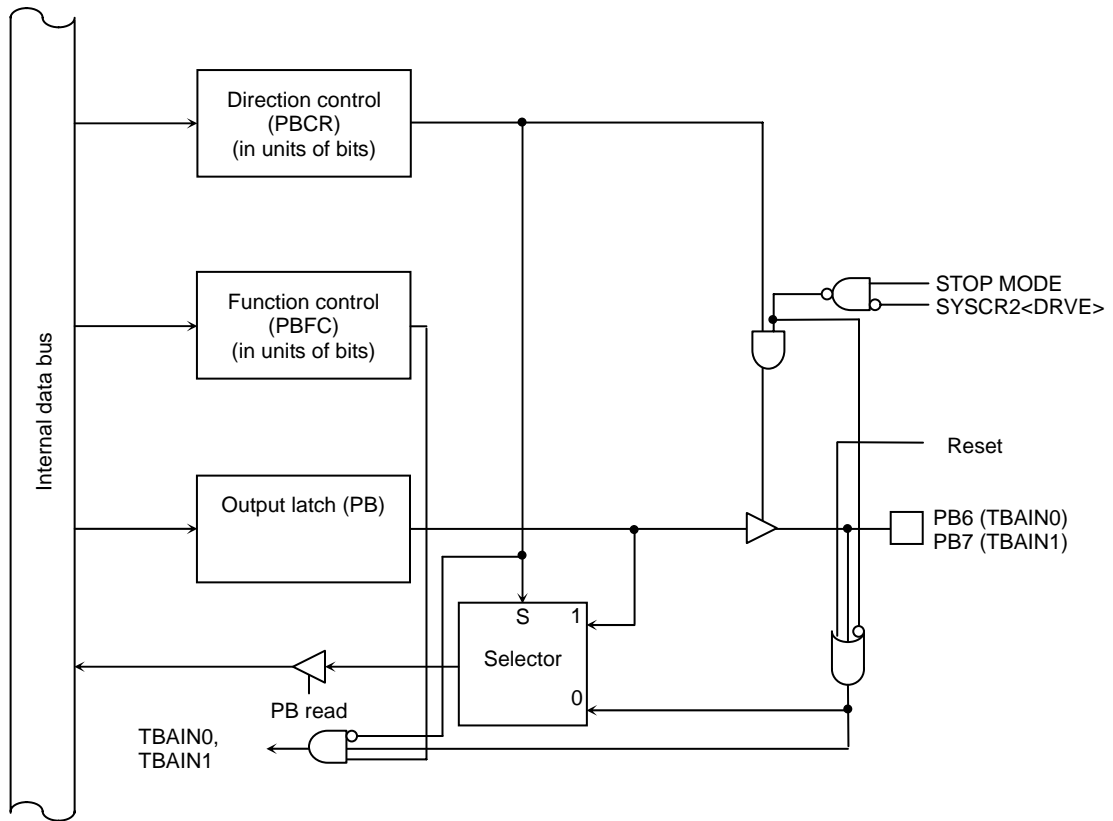 Internal data bus
Direction control
(PBCR)
(in units of bits)
Function control
(PBFC)
(in units of bits)
STOP MODE
SYSCR2<DRVE>
Reset
Output latch (PB)
PB6 (TBAIN0)
PB7 (TBAIN1)
S
1
Selector
0
PB read
TBAIN0,
TBAIN1